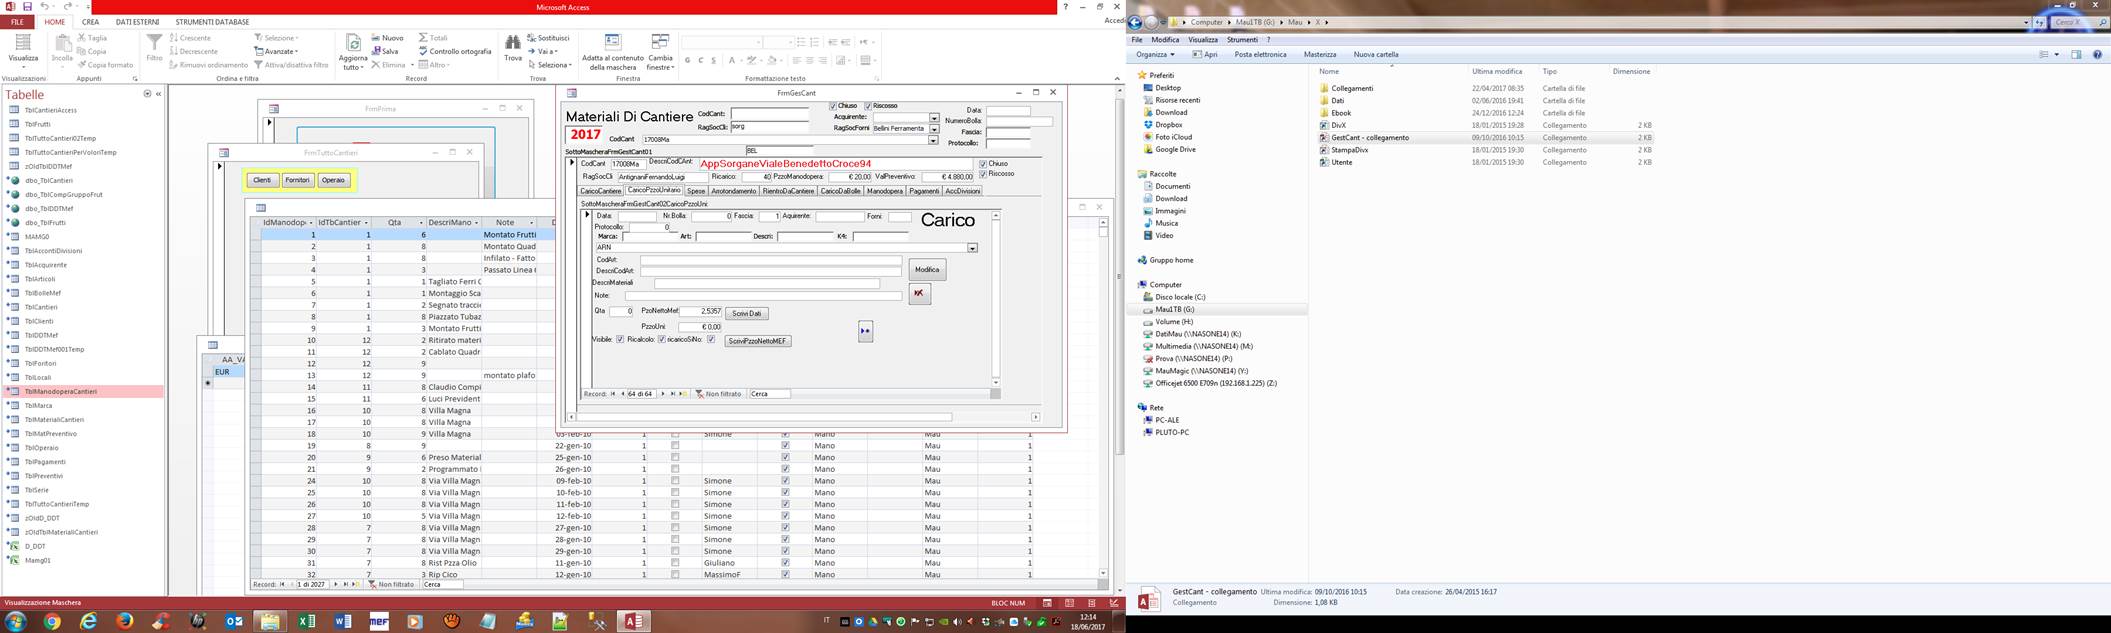 Microsoft Access
FILE HOME CREA DATI ESTERNI STRUMENTI DATABASE
Accedi
Visualizza
Incolla
Taglia
Copia
Copia formato
Filtro
Crescente
Decrescente
Rimuovi ordinamento
Selezione
Avanzate
Attiva/disattiva filtro
Aggiorna tutto
Nuovo
Salva
Elimina
Totali
Controllo ortografia
Altro
Trova
Sostituisci
Vai a
Seleziona
Adatta al contenuto della maschera
Cambia finestre
G C S
Visualizzazioni Appunti Ordina e filtra Record Trova Finestra Formattazione testo
Tabelle
TblCantieriAccess
TblFrutti
TblTuttoCantieri02Temp
TblTuttoCantieriPerVoloriTemp
zOldTblDDTMef
dbo_TblCantieri
dbo_TblCompGruppoFrut
dbo_TblDDTMef
dbo_TblFrutti
MAMG0
TblAccontiDivisioni
TblAcquirente
TblArticoli
TblBolleMef
TblCantieri
TblClienti
TblDDTMef
TblDDTMef001Temp
TblFonitori
TblLocali
TblManodoperaCantieri
TblMarca
TblMaterialiCantieri
TblMatPreventivo
TblOperaio
TblPagamenti
TblPreventivi
TblSerie
TblTuttoCantieriTemp
zOldD_DDT
zOldTblMaterialiCantieri
D_DDT
Mamg01
FrmPrima
FrmTuttoCantieri
Clienti Fornitori Operaio
AA_VA
EUR
IdManodope IdTbCantier Qta DescriMano Note D
1 1 6 Montato Frutti
2 1 8 Montato Quad
3 1 8 Infilato - Fatto
4 1 3 Passato Linea
5 1 1 Tagliato Ferri C
6 1 1 Montaggio Sca
7 1 2 Segnato tracci
8 1 8 Piazzato Tubaz
9 1 3 Montato Frutti
10 12 2 Ritirato materi
11 12 2 Cablato Quadr
12 12 9
13 12 9 montato plafo
14 11 8 Claudio Compi
15 11 6 Luci President
16 10 8 Villa Magna
17 10 8 Villa Magna
18 10 9 Villa Magna 03-feb-10 1 Simone Mano Mau 1
19 8 9 22-gen-10 1 Mano Mau 1
20 9 6 Preso Material 25-gen-10 1 Mano Mau 1
21 9 2 Programmato 26-gen-10 1 Mano Mau 1
24 10 8 Via Villa Magn 09-feb-10 1 Simone Mano Mau 1
25 10 8 Via Villa Magn 10-feb-10 1 Simone Mano Mau 1
26 10 8 Via Villa Magn 11-feb-10 1 Simone Mano Mau 1
27 10 5 Via Villa Magn 12-feb-10 1 Simone Mano Mau 1
28 7 8 Via Villa Magn 27-gen-10 1 Simone Mano Mau 1
29 7 8 Via Villa Magn 28-gen-10 1 Simone Mano Mau 1
30 7 8 Via Villa Magn 29-gen-10 1 Simone Mano Mau 1
31 7 8 Rist Pzza Olio 11-gen-10 1 Giuliano Mano Mau 1
32 7 3 Rip Cico 12-gen-10 1 MassimoF Mano Mau 1
Record: 1 di 2027 Non filtrato Cerca
FrmGesCant
Materiali Di Cantiere
2017
CodCant:
RagSocCli: sorg
Chiuso Riscosso
Acquirente:
RagSocForni Bellini Ferramenta
Data:
NumeroBolla:
Fascia:
Protocollo:
CodCant 17008Ma
SottoMascheraFrmGestCant01 BEL
CodCant 17008Ma DescriCodCAnt: AppSorganeVialeBenedettoCroce94 Chiuso
RagSocCli AntignaniFernandoLuigi Ricarico: 40 PzzoManodopera: € 20,00 ValPreventivo: € 4.880,00 Riscosso
CaricoCantiere CaricoPzzoUnitario Spese Arrotondamento RientroDaCantiere CaricoDaBolle Manodopera Pagamenti AccDivisioni
SottoMascheraFrmGestCant02CaricoPzzoUni:
Data: Nr.Bolla: 0 Fascia: 1 Aquirente: Forni: Carico
Protocollo: 0
Marca: Art: Descri: K4:
ARN
CodArt:
DescriCodArt:
Modifica
DescriMateriali
Note:
Qta 0 PzoNettoMef: 2,5357 Scrivi Dati
PzzoUni: € 0,00
Visibile: Ricalcolo: ricaricoSiNo: ScriviPzzoNettoMEF
Record: 64 di 64 Non filtrato Cerca
Visualizzazione Maschera BLOC NUM
IT 12:14
18/06/2017
Computer Mau1TB (G:) Mau X Cerca X
File Modifica Visualizza Strumenti ?
Organizza Apri Posta elettronica Masterizza Nuova cartella
Preferiti
Desktop
Risorse recenti
Download
Dropbox
Foto iCloud
Google Drive
Raccolte
Documenti
Download
Immagini
Musica
Video
Gruppo home
Computer
Disco locale (C:)
Mau1TB (G:)
Volume (H:)
DatiMau (\\NASONE14) (K:)
Multimedia (\\NASONE14) (M:)
Prova (\\NASONE14) (P:)
MauMagic (\\NASONE14) (Y:)
Officejet 6500 E709n (192.168.1.225) (Z:)
Rete
PC-ALE
PLUTO-PC
Nome Ultima modifica Tipo Dimensione
Collegamenti 22/04/2017 08:35 Cartella di file
Dati 02/06/2016 19:41 Cartella di file
Ebook 24/12/2016 12:24 Cartella di file
DivX 18/01/2015 19:28 Collegamento 2 KB
GestCant - collegamento 09/10/2016 10:15 Collegamento 2 KB
StampaDivx 18/01/2015 19:30 Collegamento 2 KB
Utente 18/01/2015 19:30 Collegamento 2 KB
GestCant - collegamento Ultima modifica: 09/10/2016 10:15 Data creazione: 26/04/2015 16:17
Collegamento Dimensione: 1,08 KB